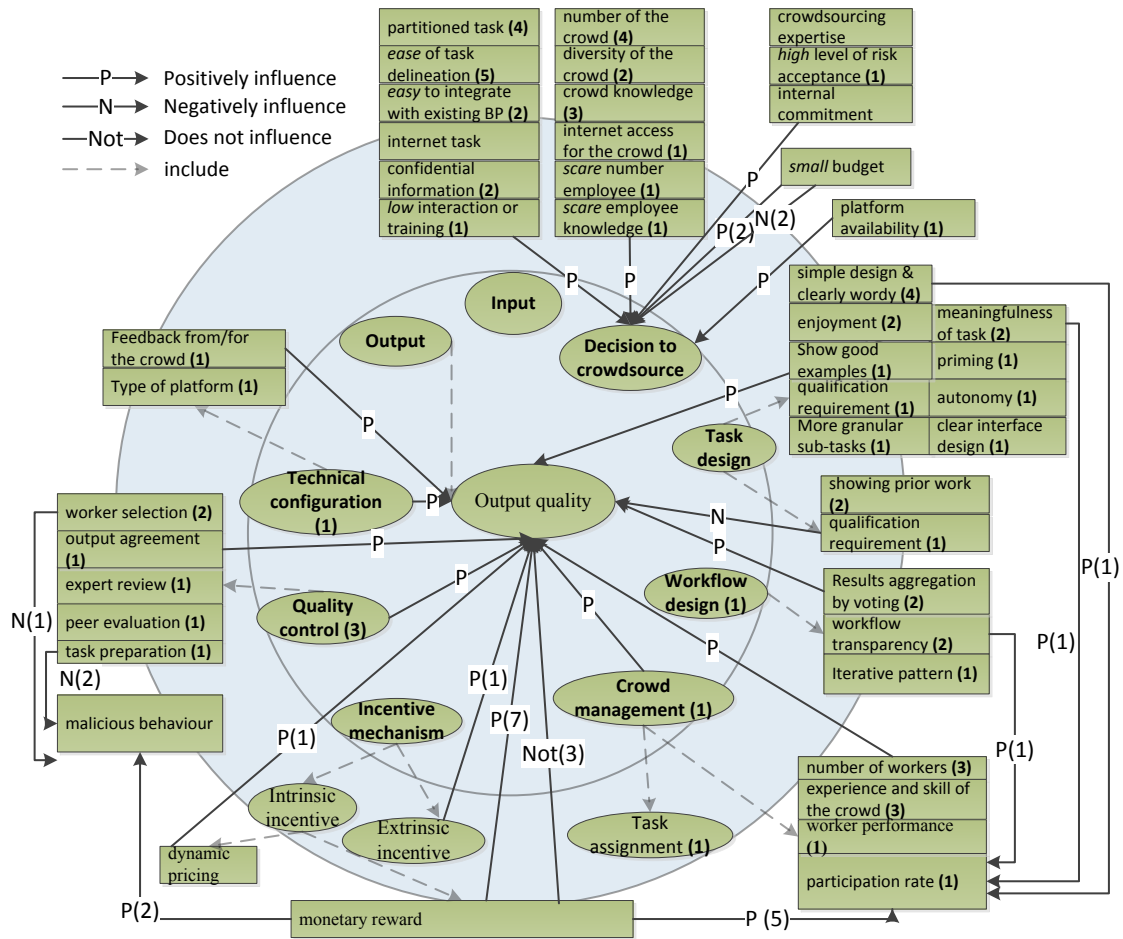 P
Positively influence
N
Negatively influence
Not
Does not influence
include
partitioned task (4)
ease of task
delineation (5)
easy to integrate
with existing BP (2)
internet task
confidential
information (2)
low interaction or
training (1)
number of the
crowd (4)
diversity of the
crowd (2)
crowd knowledge
(3)
internet access
for the crowd (1)
scare number
employee (1)
scare employee
knowledge (1)
crowdsourcing
expertise
high level of risk
acceptance (1)
internal
commitment
small budget
platform
availability (1)
P
P(2)
N(2)
P
P
P
Input
Output
Decision to
crowdsource
simple design &
clearly wordy (4)
enjoyment (2)
meaningfulness
of task (2)
Show good
examples (1)
priming (1)
qualification
requirement (1)
autonomy (1)
More granular
sub-tasks (1)
clear interface
design (1)
Feedback from/for
the crowd (1)
Type of platform (1)
P
P
Task
design
Technical
configuration
(1)
P
Output quality
showing prior work
(2)
qualification
requirement (1)
N
P
worker selection (2)
output agreement
(1)
expert review (1)
peer evaluation (1)
task preparation (1)
P
N(1)
N(2)
malicious behaviour
Quality
control (3)
P
P
Workflow
design (1)
Results aggregation
by voting (2)
workflow
transparency (2)
Iterative pattern (1)
P(1)
P(1)
P(1)
P
Crowd
management (1)
Incentive
mechanism
P(1)
P(7)
Not(3)
P(1)
Intrinsic
incentive
Extrinsic
incentive
Task
assignment (1)
dynamic
pricing
number of workers (3)
experience and skill of
the crowd (3)
worker performance
(1)
participation rate (1)
P(2)
monetary reward
P (5)